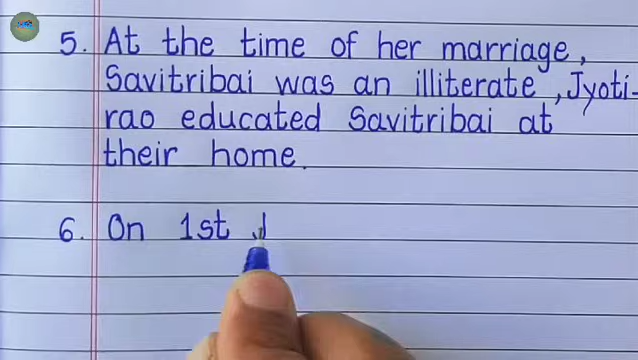 5. At the time of her marriage,
Savitribai was an illiterate, Jyoti-
rao educated Savitribai at
their home.
6. On 1st J